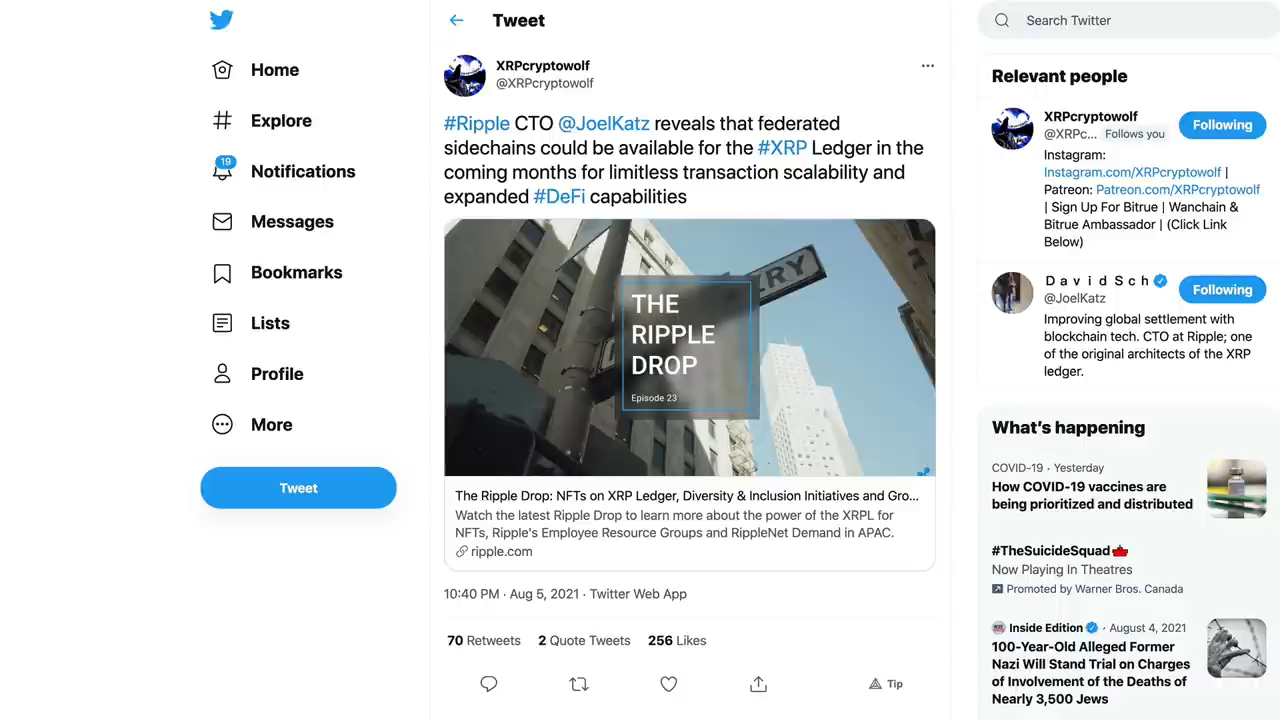 Home
Explore
19
Notifications
Messages
Bookmarks
Lists
Profile
More
Tweet
Tweet
XRPcryptowolf
@XRPcryptowolf
#Ripple CTO @JoelKatz reveals that federated
sidechains could be available for the #XRP Ledger in the
coming months for limitless transaction scalability and
expanded #DeFi capabilities
ERY
THE
RIPPLE
DROP
Episode 23
The Ripple Drop: NFTs on XRP Ledger, Diversity & Inclusion Initiatives and Gro...
Watch the latest Ripple Drop to learn more about the power of the XRPL for
NFTs, Ripple's Employee Resource Groups and RippleNet Demand in APAC.
ripple.com
10:40 PM · Aug 5, 2021 · Twitter Web App
70 Retweets 2 Quote Tweets 256 Likes
Tip
Search Twitter
Relevant people
XRPcryptowolf
@XRPc... Follows you
Following
Instagram:
Instagram.com/XRPcryptowolf |
Patreon: Patreon.com/XRPcryptowolf
| Sign Up For Bitrue | Wanchain &
Bitrue Ambassador | (Click Link
Below)
D a v i d S c h
@JoelKatz
Following
Improving global settlement with
blockchain tech. CTO at Ripple; one
of the original architects of the XRP
ledger.
What's happening
COVID-19 · Yesterday
How COVID-19 vaccines are
being prioritized and distributed
#TheSuicideSquad
Now Playing In Theatres
Promoted by Warner Bros. Canada
Inside Edition · August 4, 2021
100-Year-Old Alleged Former
Nazi Will Stand Trial on Charges
of Involvement of the Deaths of
Nearly 3,500 Jews